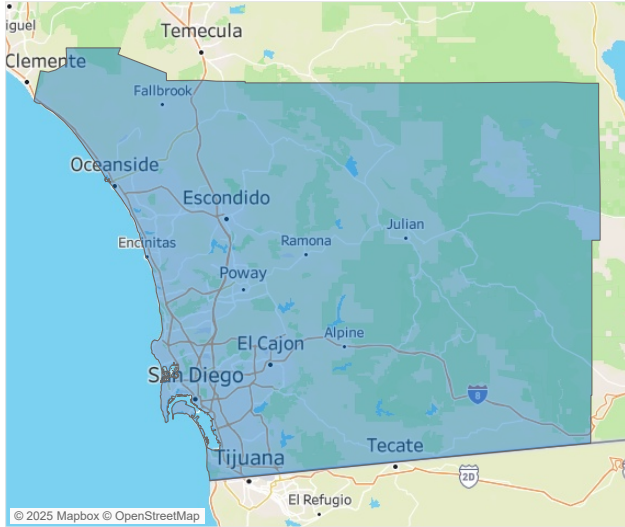 iguel
Temecula
Clemente
Fallbrook
Oceanside
Escondido
Julian
Encinitas
Ramona
Poway
El Cajon
Alpine
San Diego
8
Tijuana
Tecate
2D
El Refugio
© 2025 Mapbox © OpenStreetMap